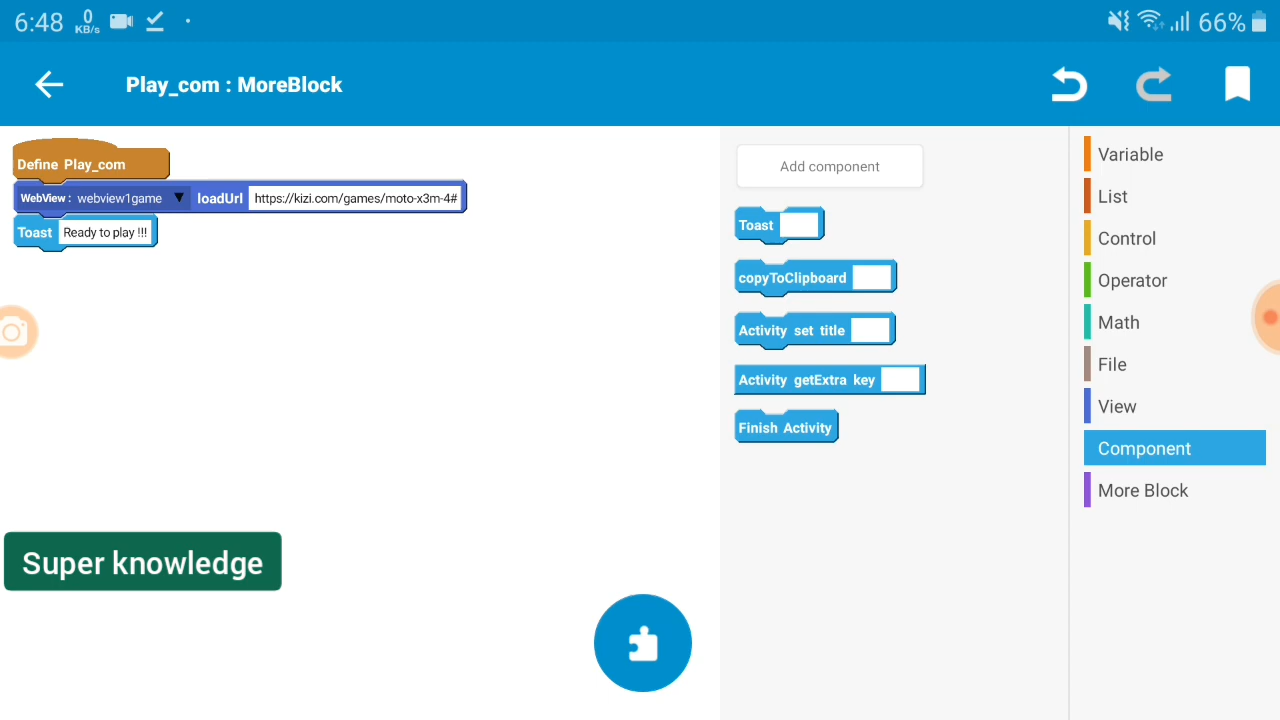 6:48 0 KB/s 66%
Play_com : MoreBlock
Define Play_com
WebView : webview1game loadUrl https://kizi.com/games/moto-x3m-4#
Toast Ready to play !!!
Add component
Toast
copyToClipboard
Activity set title
Activity getExtra key
Finish Activity
Variable
List
Control
Operator
Math
File
View
Component
More Block
Super knowledge